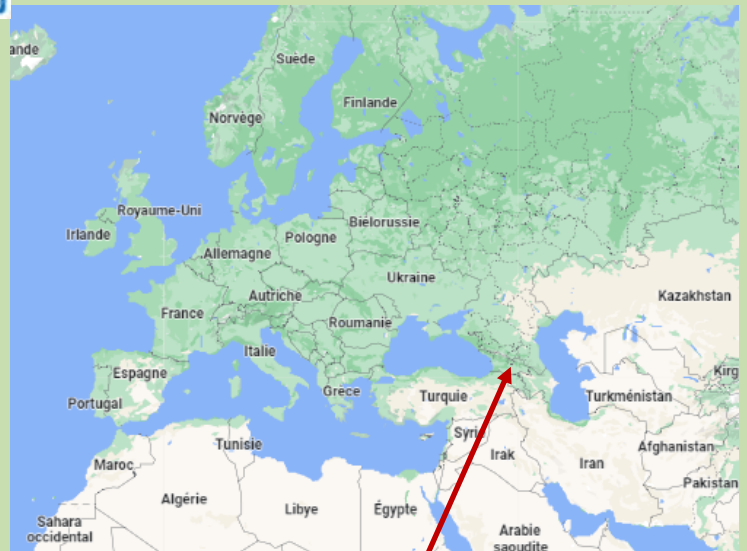 ande
Suède
Finlande
Norvège
Royaume-Uni
Irlande
Biélorussie
Pologne
Allemagne
Ukraine
Autriche
Kazakhstan
France
Roumanie
Italie
Espagne
Kirg
Grèce
Turquie
Turkménistan
Portugal
Tunisie
Syrie
Afghanistan
Maroc
Irak
Iran
Pakistan
Algérie
Libye
Égypte
Sahara
occidental
Arabie
saoudite